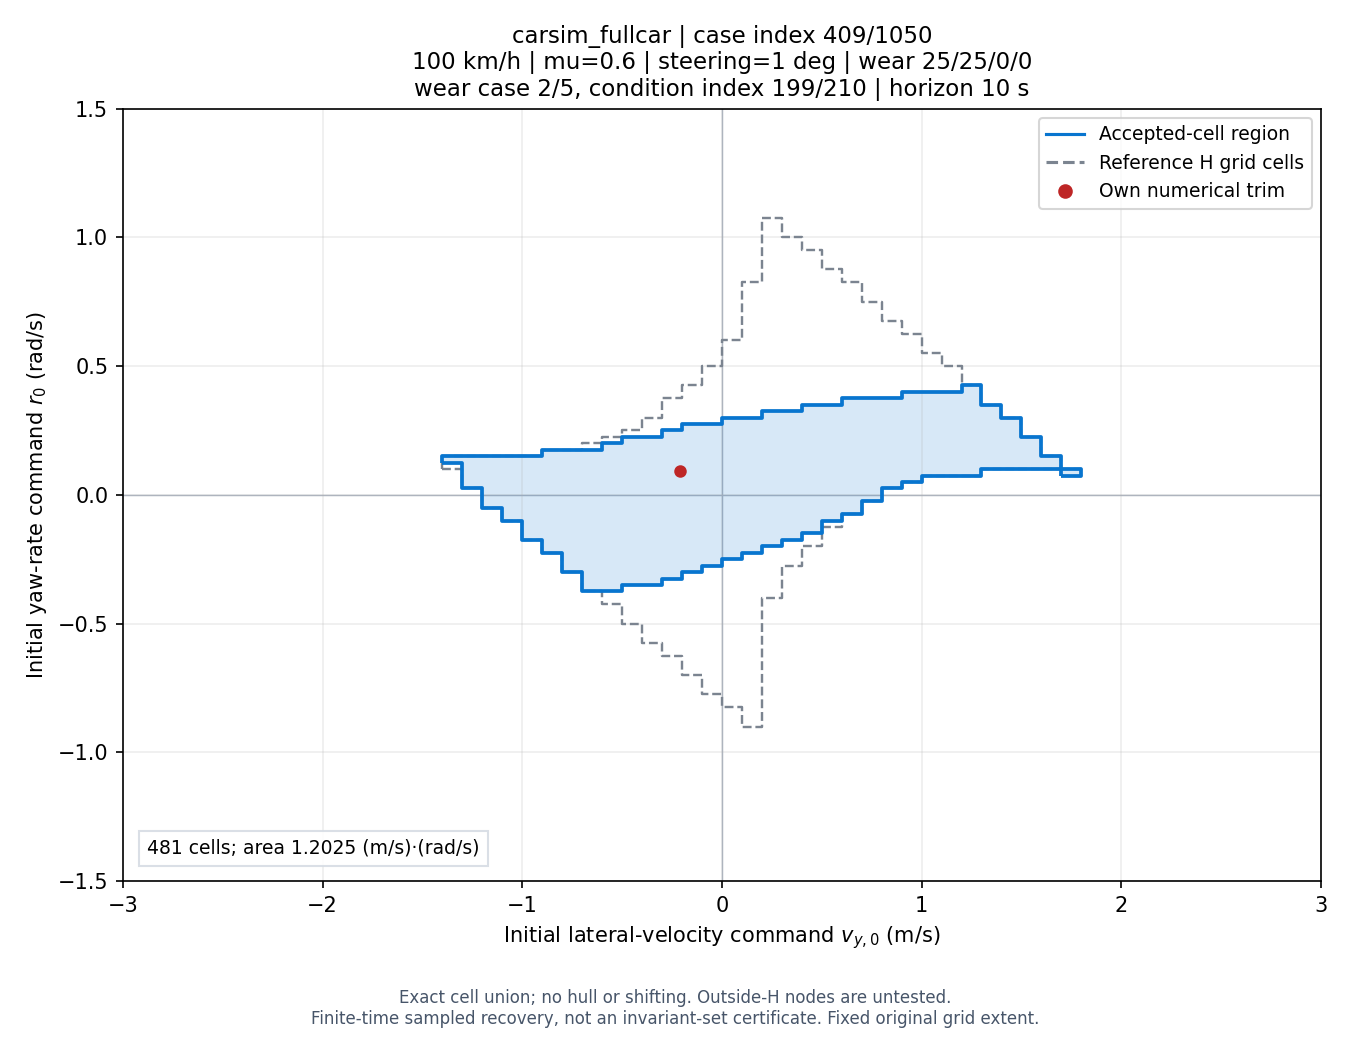 carsim_fullcar | case index 409/1050
100 km/h | mu=0.6 | steering=1 deg | wear 25/25/0/0
wear case 2/5, condition index 199/210 | horizon 10 s
Accepted-cell region
Reference H grid cells
Own numerical trim
1.5
1.0
0.5
0.0
−0.5
−1.0
−1.5
Initial yaw-rate command r0 (rad/s)
481 cells; area 1.2025 (m/s)·(rad/s)
−3
−2
−1
0
1
2
3
Initial lateral-velocity command vy,0 (m/s)
Exact cell union; no hull or shifting. Outside-H nodes are untested.
Finite-time sampled recovery, not an invariant-set certificate. Fixed original grid extent.